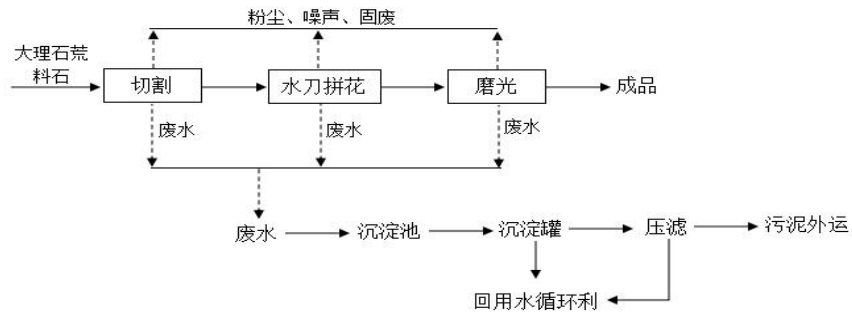 粉尘、噪声、固废
大理石荒
料石
切割
水刀拼花
磨光
成品
废水
废水
废水
废水
沉淀池
沉淀罐
压滤
污泥外运
回用水循环利